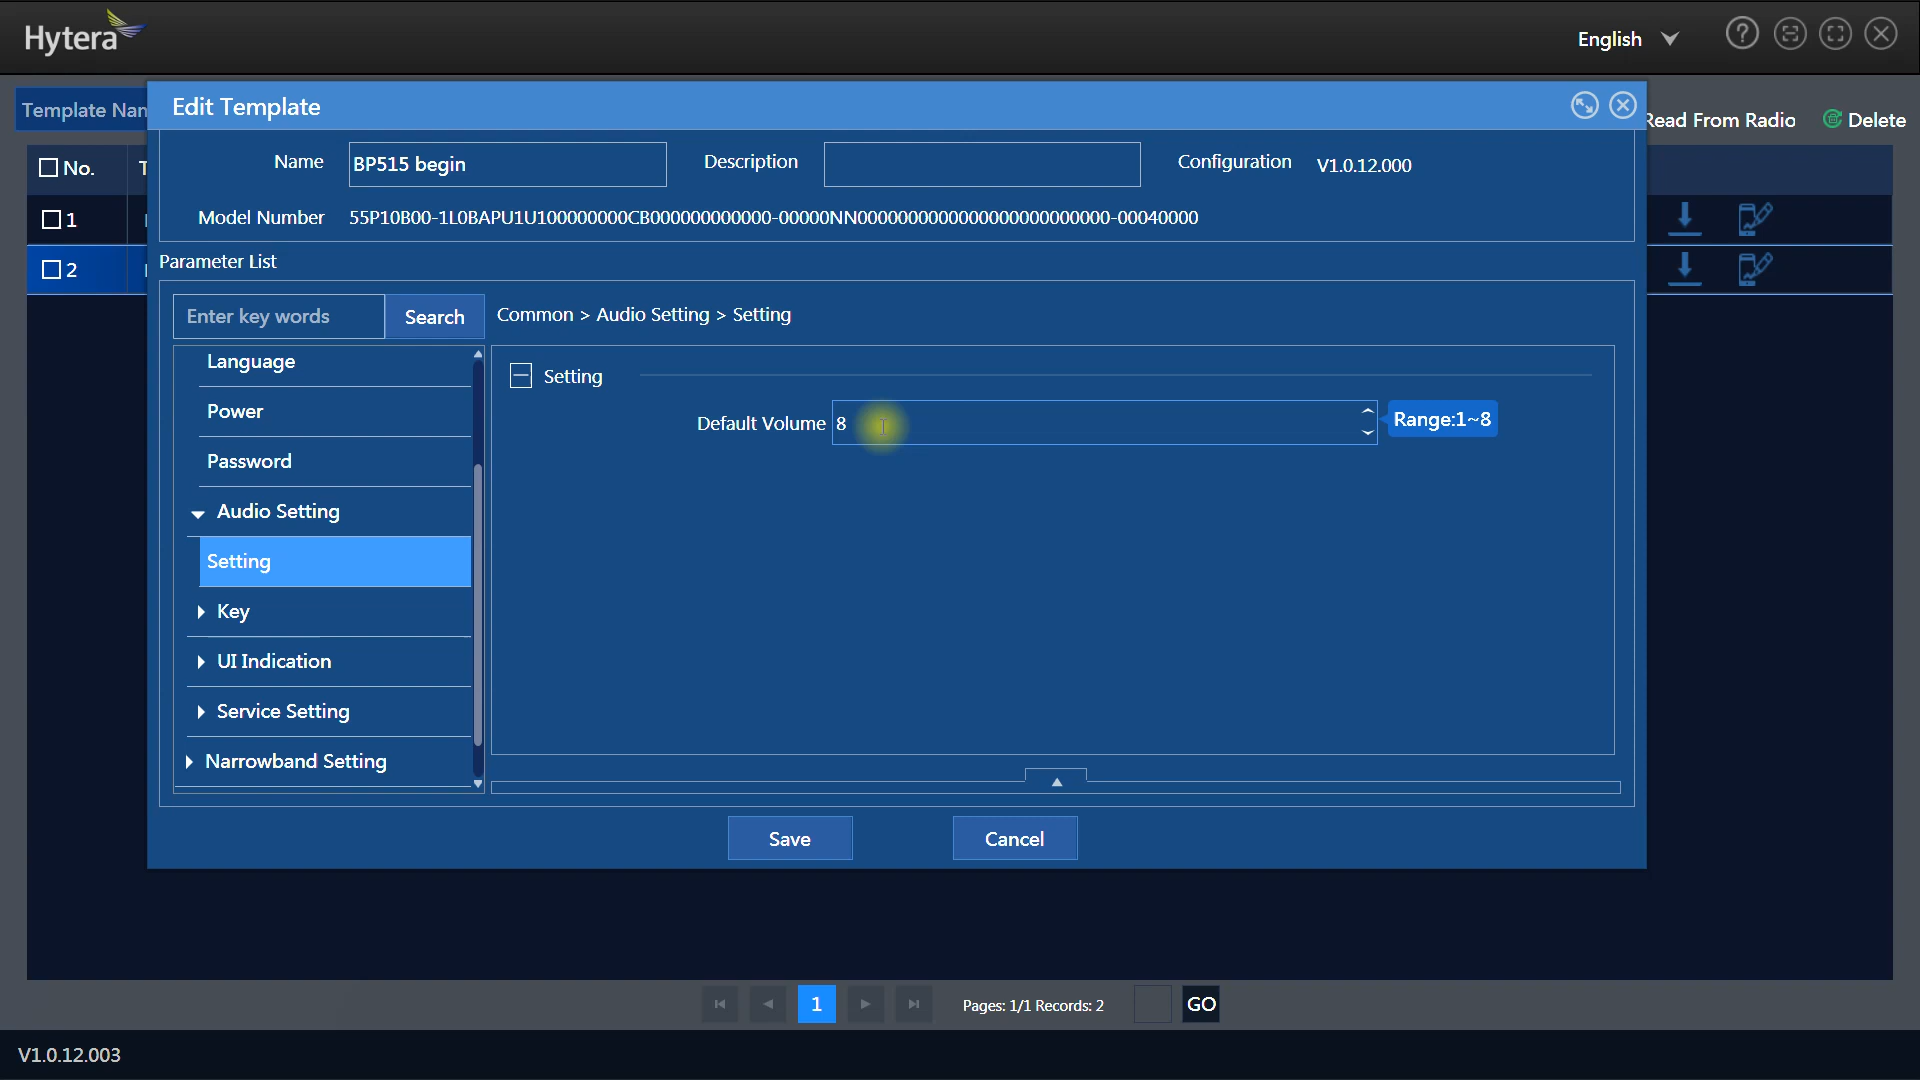 Hytera
English
Template Nan
Edit Template
Read From Radio
Delete
No.
T
Name
BP515 begin
Description
Configuration
V1.0.12.000
1
Model Number
55P10B00-1L0BAPU1U100000000CB000000000000-00000NN0000000000000000000000000-00040000
2
Parameter List
Enter key words
Search
Common > Audio Setting > Setting
Language
Setting
Power
Default Volume
8
Range:1~8
Password
Audio Setting
Setting
Key
UI Indication
Service Setting
Narrowband Setting
Save
Cancel
1
Pages: 1/1 Records: 2
GO
V1.0.12.003